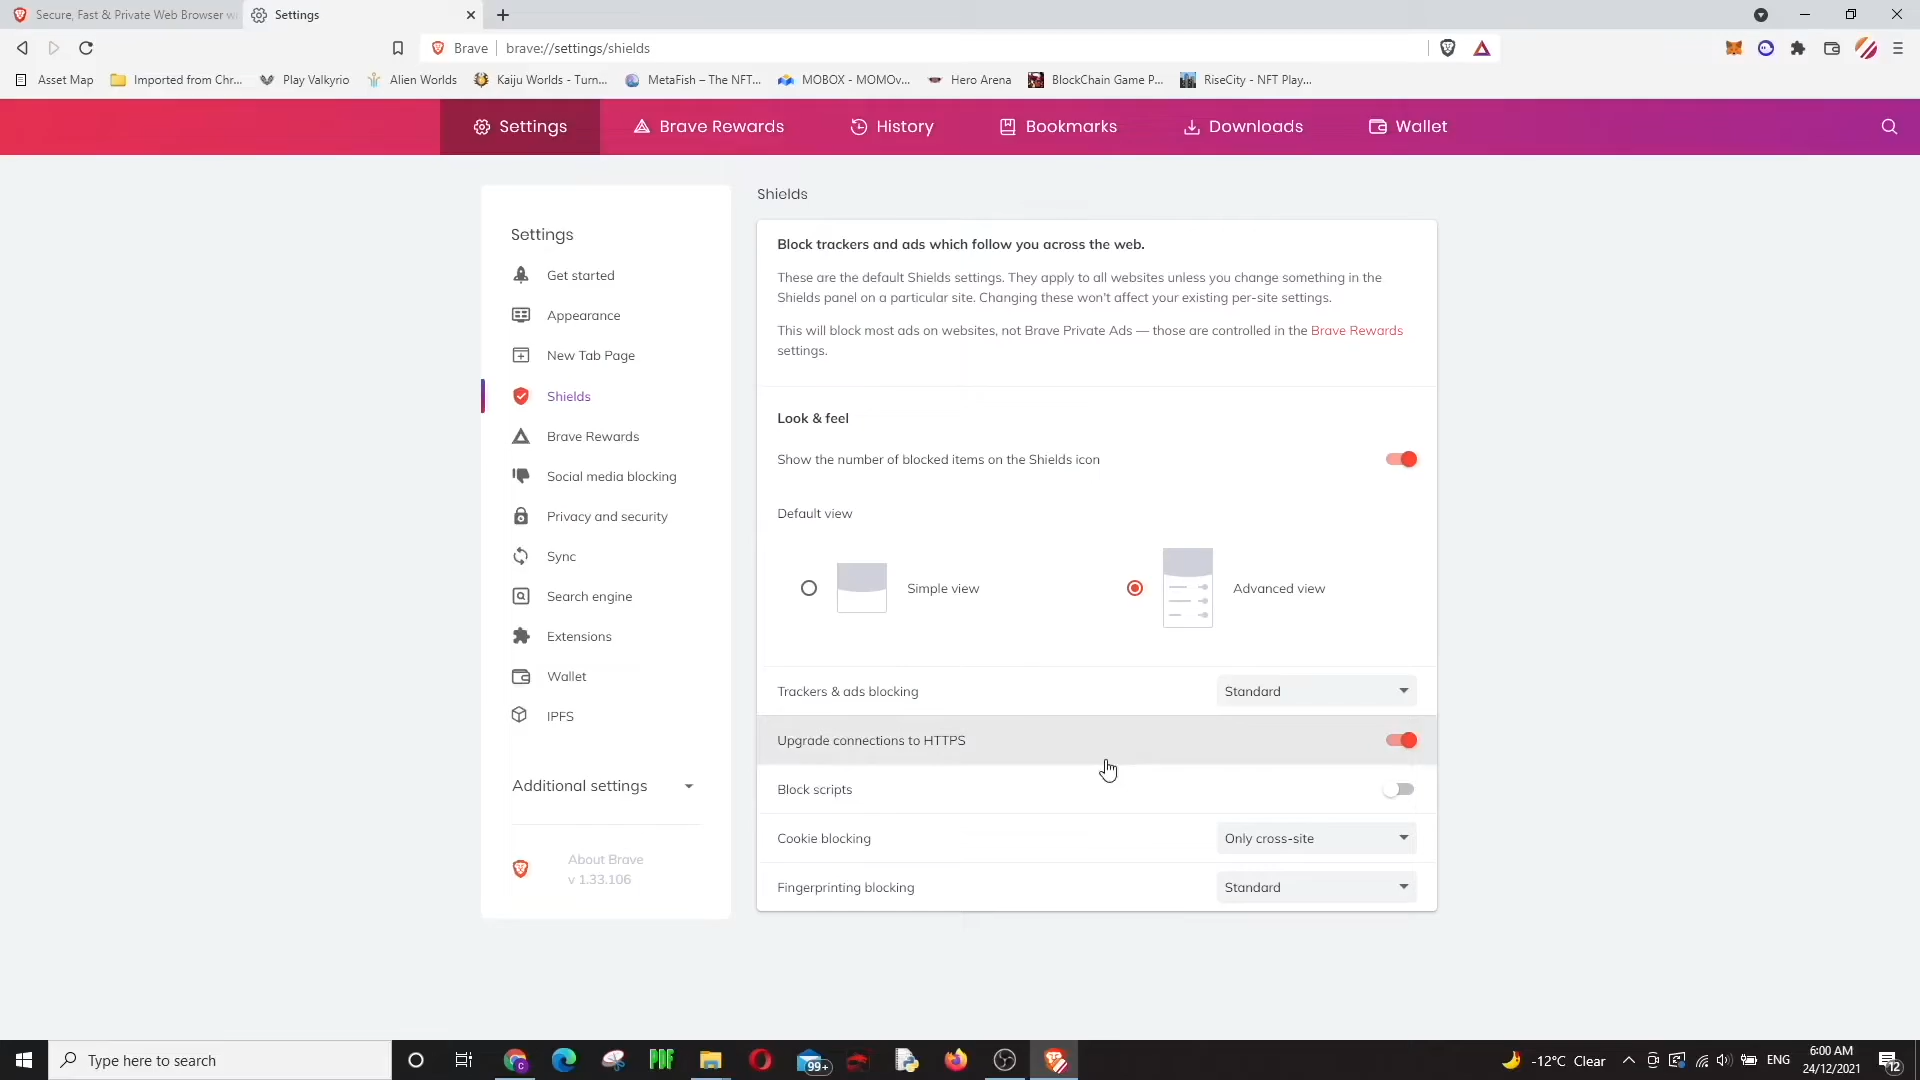 Secure, Fast & Private Web Browser w
Settings
Brave
brave://settings/shields
Asset Map
Imported from Chr...
Play Valkyrio
Alien Worlds
Kaiju Worlds - Turn...
MetaFish – The NFT...
MOBOX - MOMOv...
Hero Arena
BlockChain Game P...
RiseCity - NFT Play...
Settings
Brave Rewards
History
Bookmarks
Downloads
Wallet
Settings
Get started
Appearance
New Tab Page
Shields
Brave Rewards
Social media blocking
Privacy and security
Sync
Search engine
Extensions
Wallet
IPFS
Additional settings
About Brave
v 1.33.106
Shields
Block trackers and ads which follow you across the web.
These are the default Shields settings. They apply to all websites unless you change something in the
Shields panel on a particular site. Changing these won't affect your existing per-site settings.
This will block most ads on websites, not Brave Private Ads — those are controlled in the Brave Rewards
settings.
Look & feel
Show the number of blocked items on the Shields icon
Default view
Simple view
Advanced view
Trackers & ads blocking
Standard
Upgrade connections to HTTPS
Block scripts
Cookie blocking
Only cross-site
Fingerprinting blocking
Standard
Type here to search
C
PDF
99+
-12°C Clear
ENG
6:00 AM
24/12/2021
12